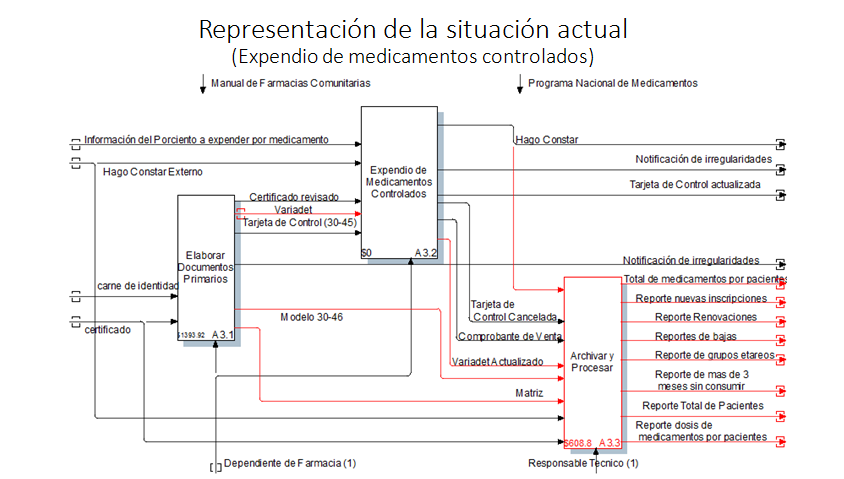 Representación de la situación actual
(Expendio de medicamentos controlados)
Manual de Farmacias Comunitarias
Programa Nacional de Medicamentos
Información del Porciento a expender por medicamento
Hago Constar
Hago Constar Externo
Notificación de irregularidades
Tarjeta de Control actualizada
Expendio de
Medicamentos
Controlados
$0 A3.2
Certificado revisado
Variadet
Tarjeta de Control (30-45)
Elaborar
Documentos
Primarios
$1393.92 A3.1
Notificación de irregularidades
Total de medicamentos por pacientes
carne de identidad
certificado
Modelo 30-46
Tarjeta de
Control Cancelada
Comprobante de Venta
Variadet Actualizado
Matriz
Archivar y
Procesar
$608.8 A3.3
Reporte nuevas inscripciones
Reporte Renovaciones
Reportes de bajas
Reporte de grupos etareos
Reporte de mas de 3
meses sin consumir
Reporte Total de Pacientes
Reporte dosis de
medicamentos por pacientes
Dependiente de Farmacia (1)
Responsable Tecnico (1)